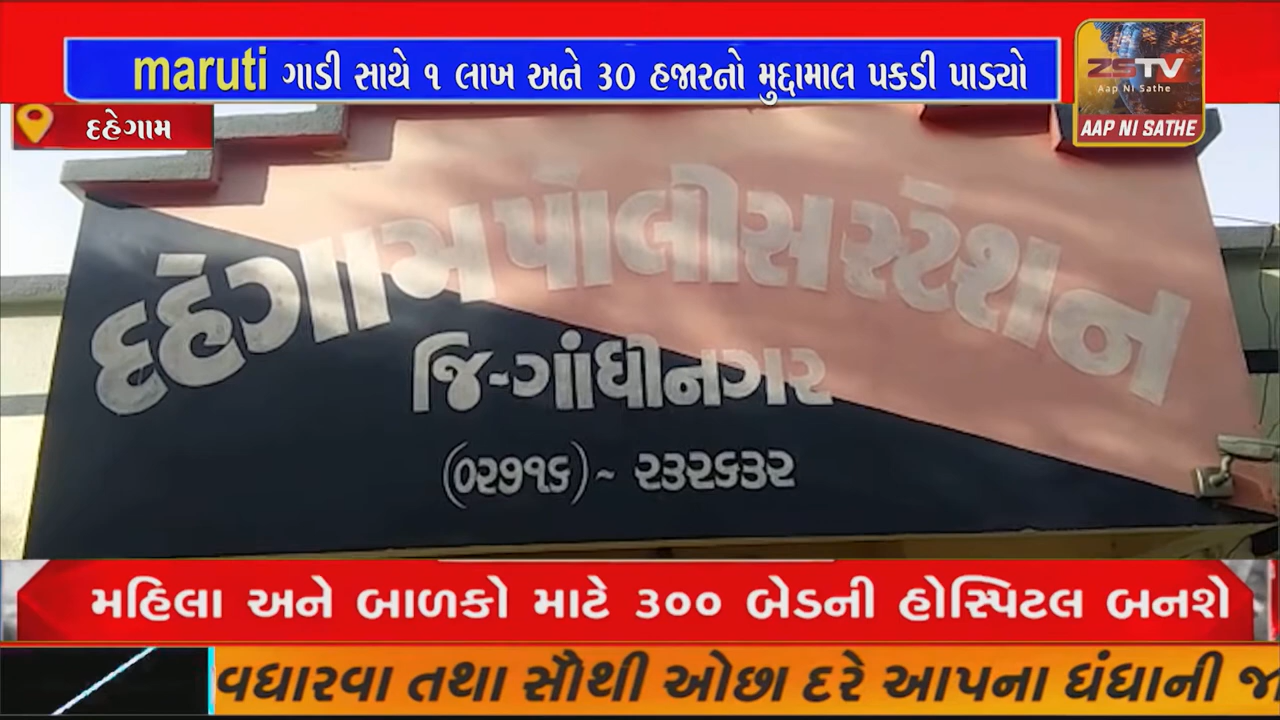 maruti ગાડી સાથે ૧ લાખ અને 30 હજારનો મુદ્દામાલ પકડી પાડ્યો
ZSTV
Aap Ni Sathe
AAP NI SATHE
દહેગામ
દહેગામ પોલીસ સ્ટેશન
જિ-ગાંધીનગર
(૦૨૭૧૬) ~ ૨૩૨૬૩૨
મહિલા અને બાળકો માટે ૩૦૦ બેડની હોસ્પિટલ બનશે
વધારવા તથા સૌથી ઓછા દરે આપના ધંધાની જા